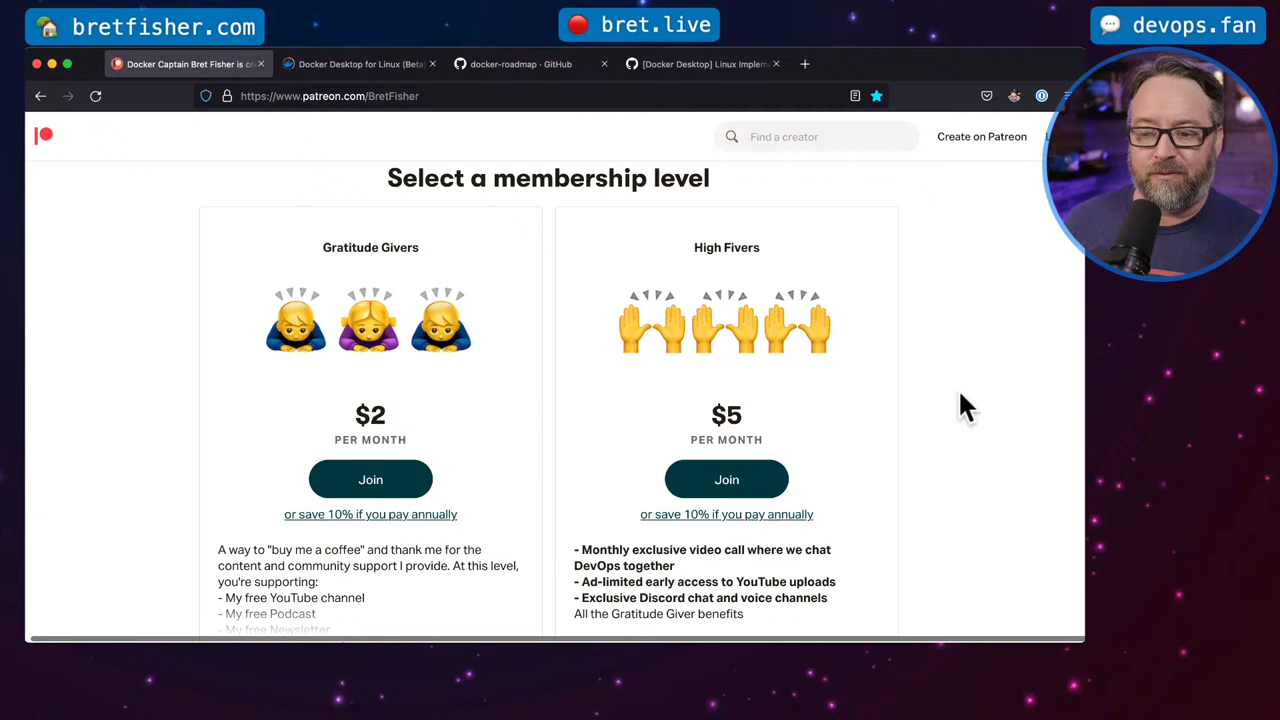 bretfisher.com
bret.live
devops.fan
Docker Captain Bret Fisher is cr
Docker Desktop for Linux (Beta)
docker-roadmap · GitHub
[Docker Desktop] Linux Implem
https://www.patreon.com/BretFisher
Find a creator
Create on Patreon
Select a membership level
Gratitude Givers
$2
PER MONTH
Join
or save 10% if you pay annually
A way to "buy me a coffee" and thank me for the
content and community support I provide. At this level,
you're supporting:
- My free YouTube channel
- My free Podcast
- My free Newsletter
High Fivers
$5
PER MONTH
Join
or save 10% if you pay annually
- Monthly exclusive video call where we chat
DevOps together
- Ad-limited early access to YouTube uploads
- Exclusive Discord chat and voice channels
All the Gratitude Giver benefits